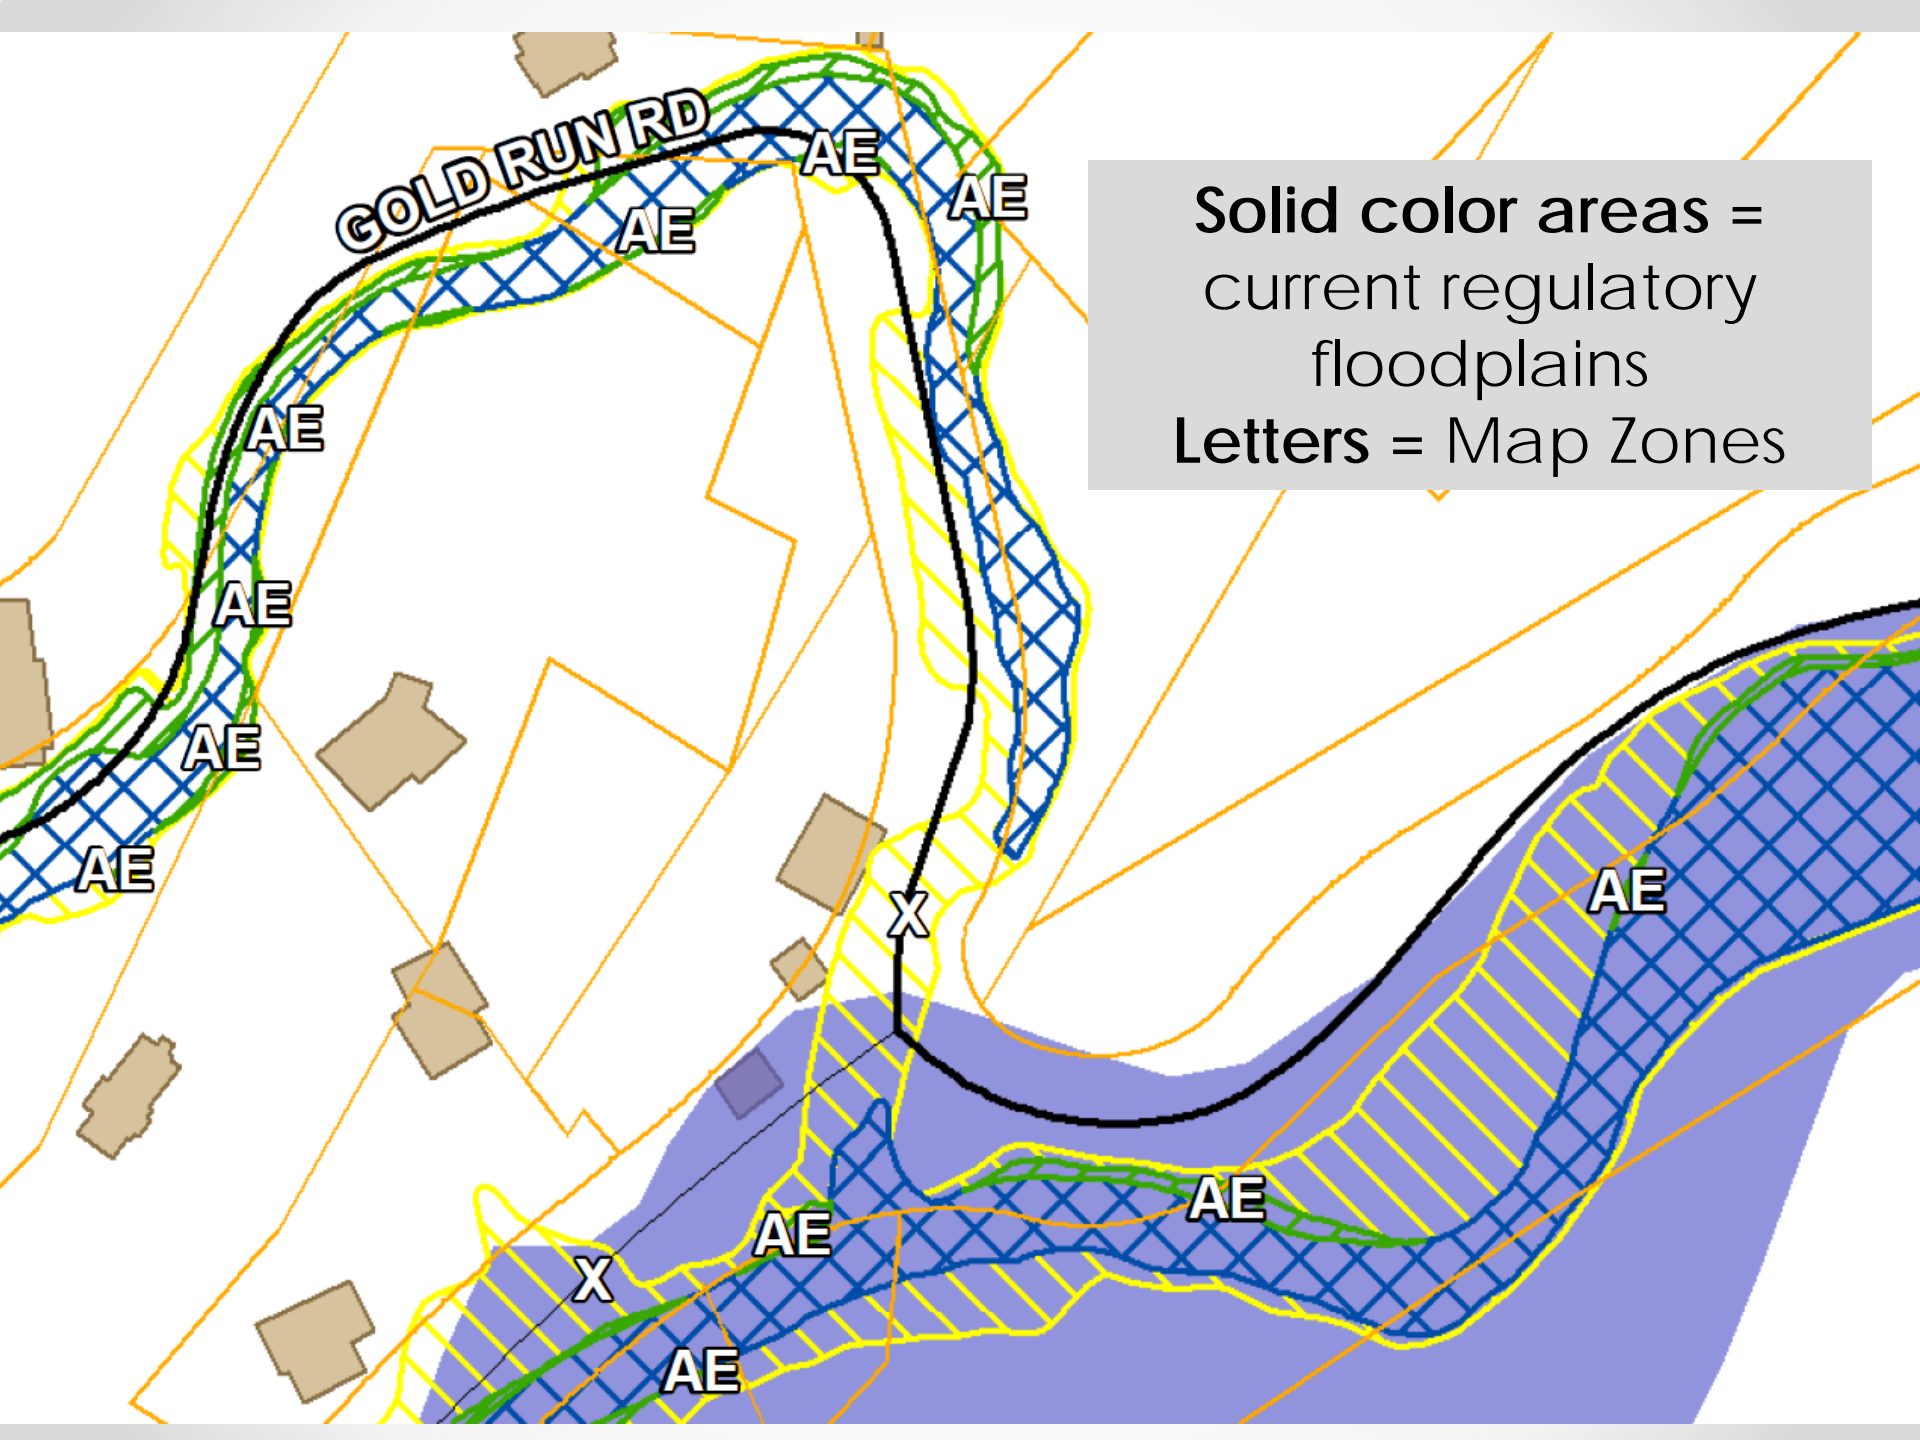 GOLD RUN RD
AE
AE
AE
Solid color areas =
current regulatory
floodplains
Letters = Map Zones
AE
AE
AE
AE
X
AE
AE
AE
X
AE